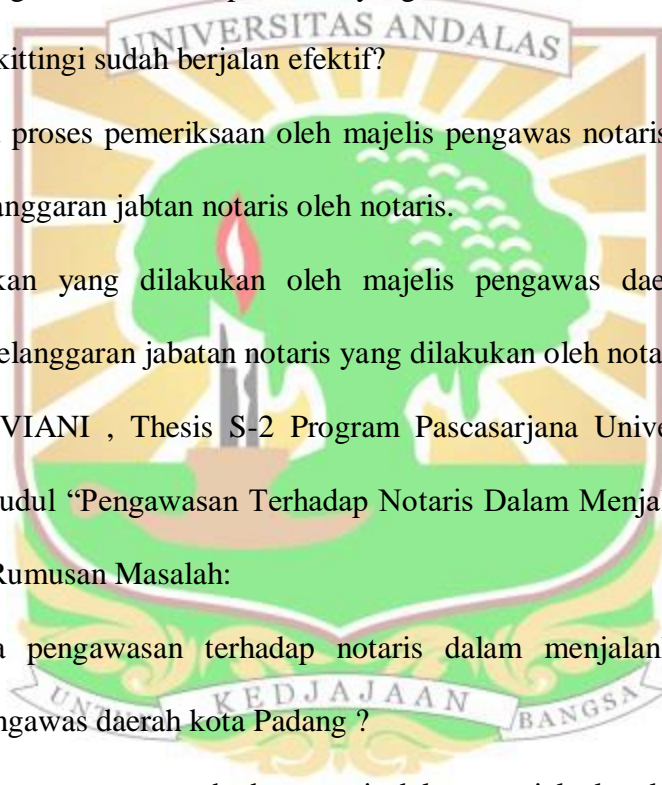 UNIVERSITAS ANDALAS
kittingi sudah berjalan efektif?
proses pemeriksaan oleh majelis pengawas notaris
anggaran jabtan notaris oleh notaris.
kan yang dilakukan oleh majelis pengawas dae
elanggaran jabatan notaris yang dilakukan oleh nota
VIANI , Thesis S-2 Program Pascasarjana Unive
udul “Pengawasan Terhadap Notaris Dalam Menja
Rumusan Masalah:
a pengawasan terhadap notaris dalam menjalan
UNTUK KEDJAJAAN BANGSA
ngawas daerah kota Padang ?